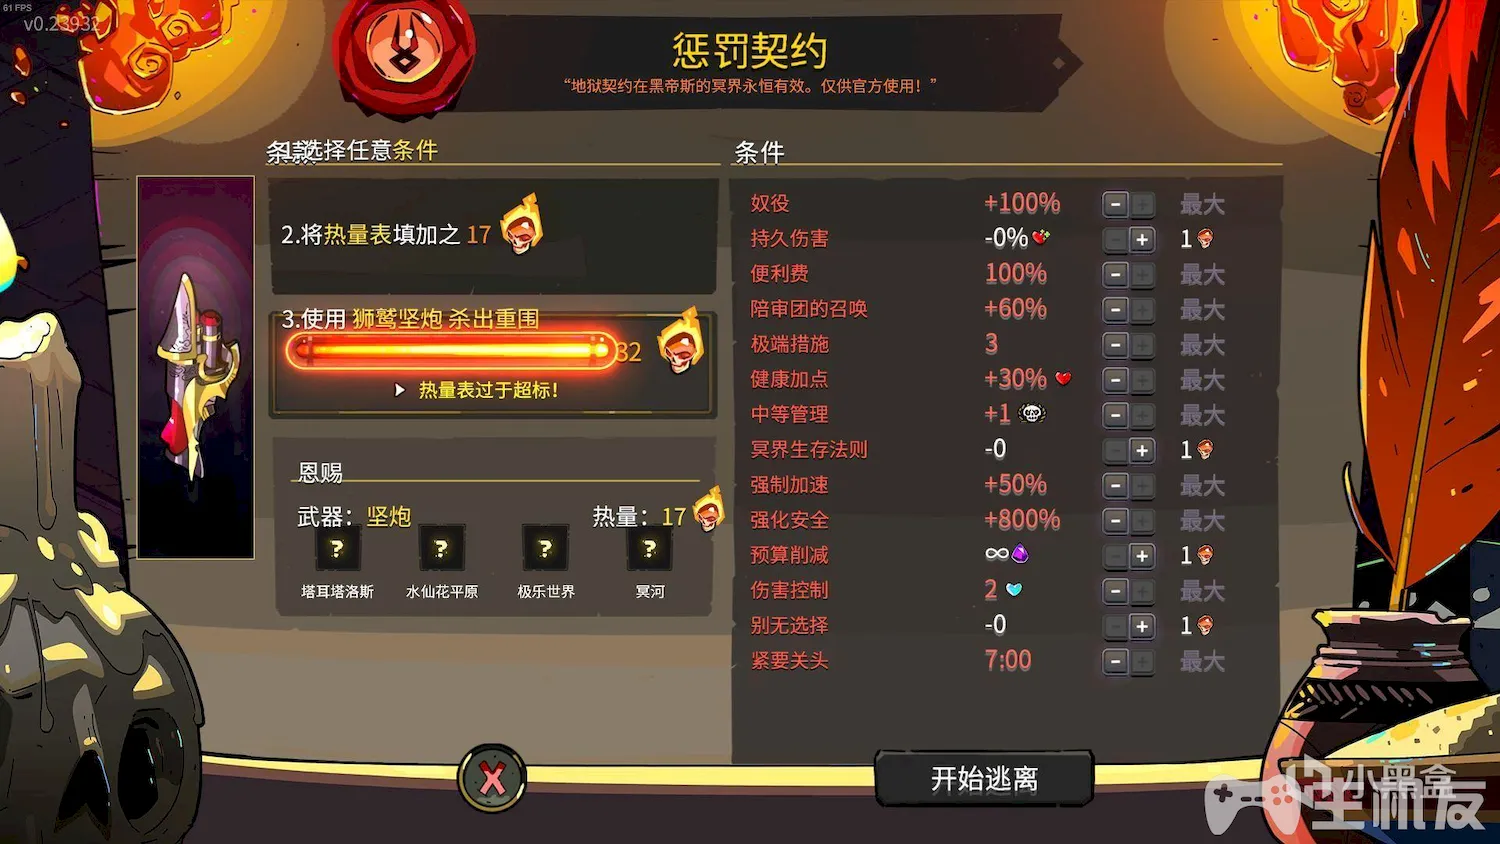 61 FPS
v0.23932
惩罚契约
“地狱契约在黑帝斯的冥界永恒有效。仅供官方使用！”
条款
1.选择任意条件
2.将热量表填加之 17
3.使用 狮鹫坚炮 杀出重围
32
热量表过于超标！
恩赐
武器： 坚炮
热量： 17
? ? ? ?
塔耳塔洛斯 水仙花平原 极乐世界 冥河
条件
奴役 +100% - + 最大
持久伤害 -0% - + 1
便利费 100% - + 最大
陪审团的召唤 +60% - + 最大
极端措施 3 - + 最大
健康加点 +30% - + 最大
中等管理 +1 - + 最大
冥界生存法则 -0 - + 1
强制加速 +50% - + 最大
强化安全 +800% - + 最大
预算削减 ∞ - + 1
伤害控制 2 - + 最大
别无选择 -0 - + 1
紧要关头 7:00 - + 最大
X
开始逃离
小黑盒
主机友